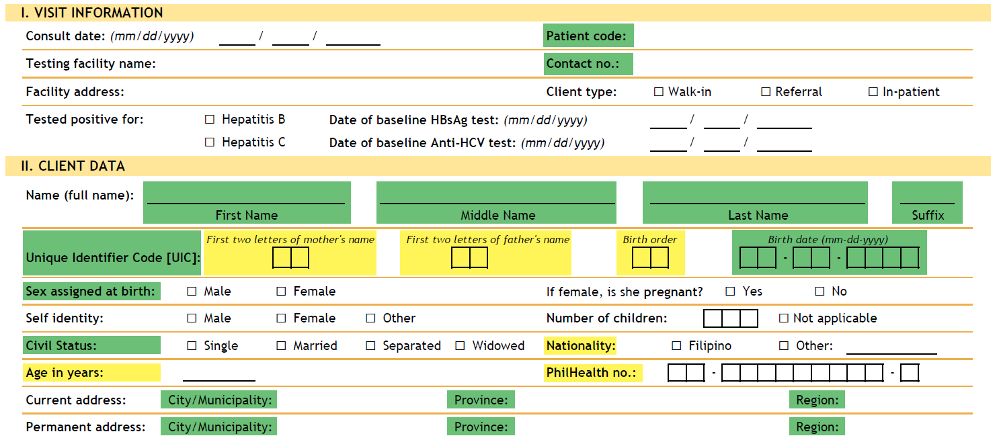 I. VISIT INFORMATION
Consult date: (mm/dd/yyyy) ____ / ____ / ____ Patient code:
Testing facility name: Contact no.:
Facility address: Client type: ☐ Walk-in ☐ Referral ☐ In-patient
Tested positive for: ☐ Hepatitis B Date of baseline HBsAg test: (mm/dd/yyyy) ____ / ____ / ____
☐ Hepatitis C Date of baseline Anti-HCV test: (mm/dd/yyyy) ____ / ____ / ____
II. CLIENT DATA
Name (full name):
First Name Middle Name Last Name Suffix
First two letters of mother's name First two letters of father's name Birth order Birth date (mm-dd-yyyy)
Unique Identifier Code [UIC]: - -
Sex assigned at birth: ☐ Male ☐ Female If female, is she pregnant? ☐ Yes ☐ No
Self identity: ☐ Male ☐ Female ☐ Other Number of children: ☐ Not applicable
Civil Status: ☐ Single ☐ Married ☐ Separated ☐ Widowed Nationality: ☐ Filipino ☐ Other: ____
Age in years: ____ PhilHealth no.: - -
Current address: City/Municipality: Province: Region:
Permanent address: City/Municipality: Province: Region: